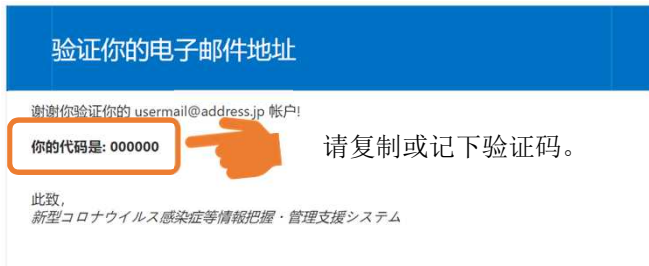 验证你的电子邮件地址
谢谢你验证你的 usermail@address.jp 帐户!
你的代码是: 000000
请复制或记下验证码。
此致,
新型コロナウイルス感染症等情報把握・管理支援システム